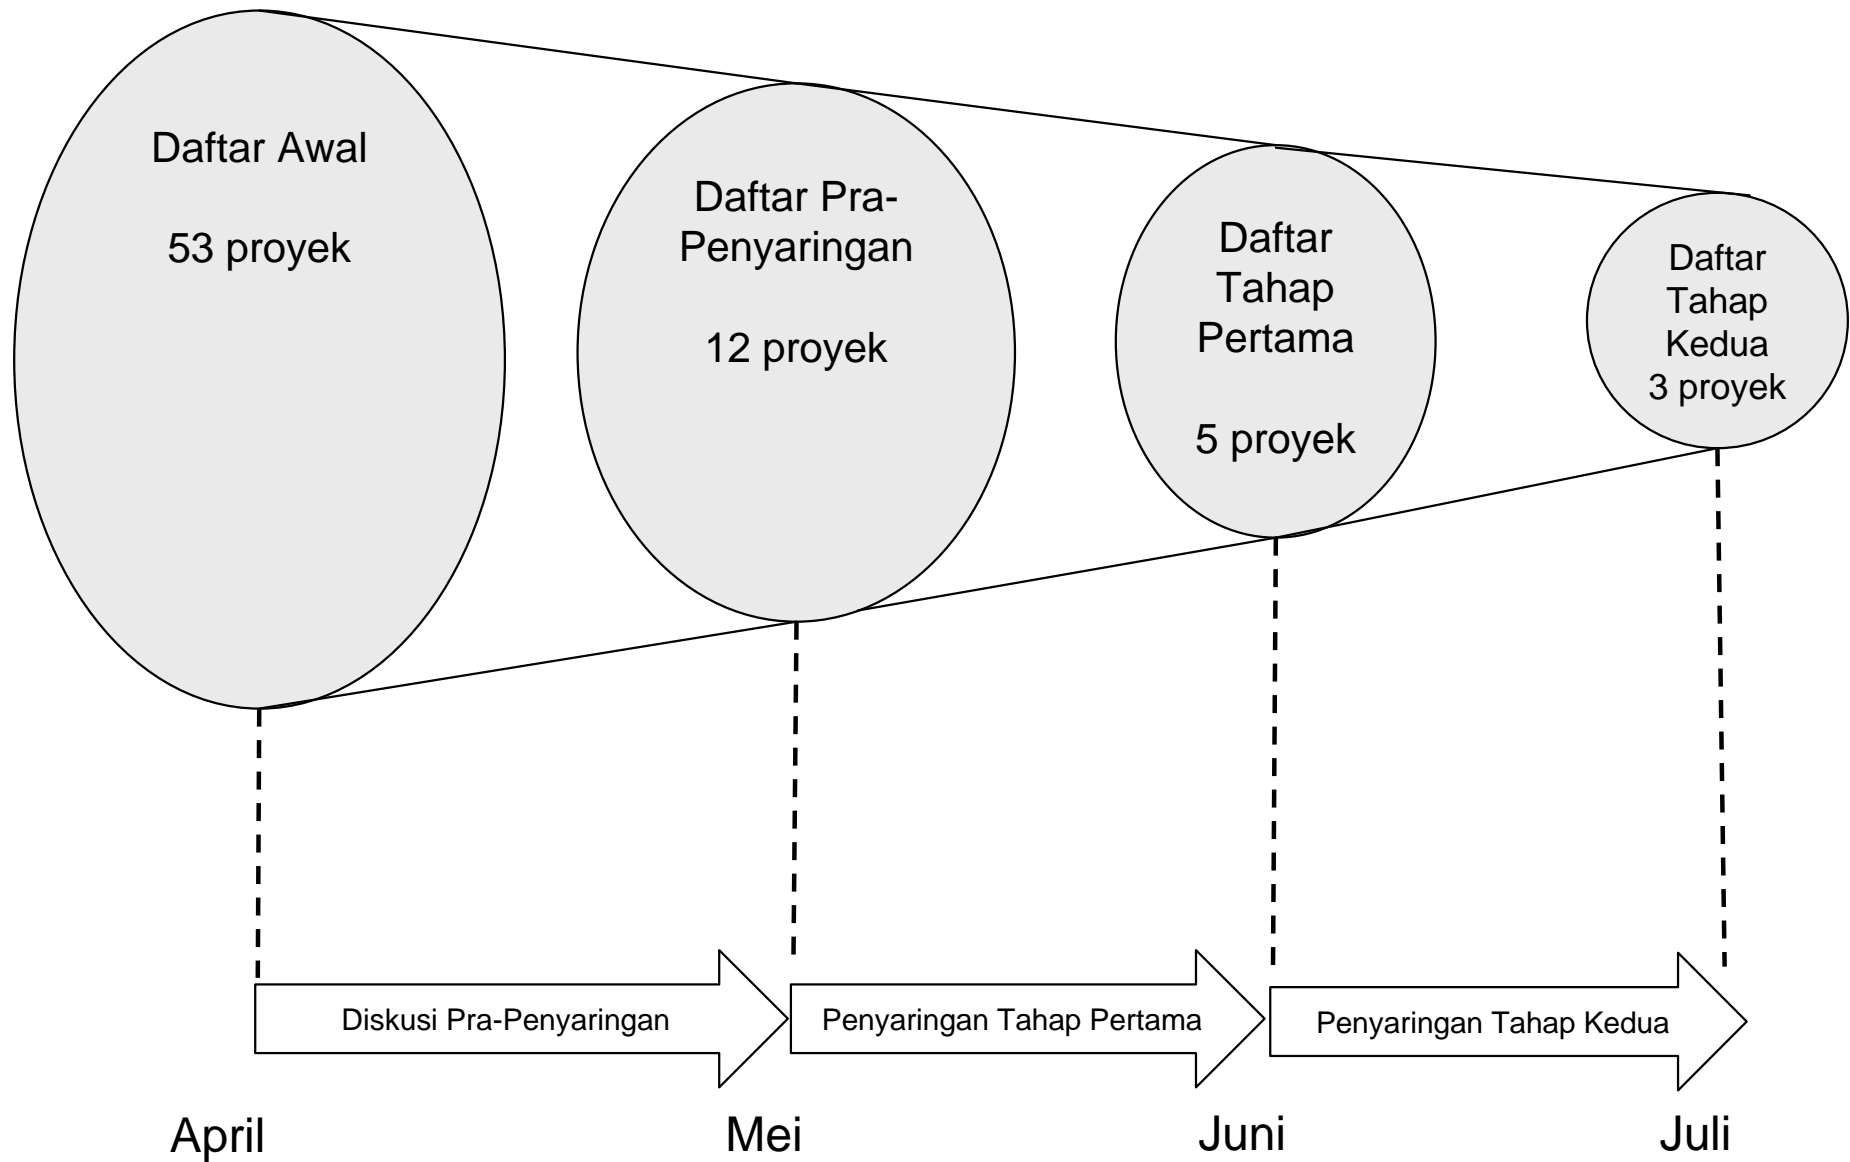 Daftar Awal
53 proyek
Daftar Pra-
Penyaringan
12 proyek
Daftar
Tahap
Pertama
5 proyek
Daftar
Tahap
Kedua
3 proyek
Diskusi Pra-Penyaringan
Penyaringan Tahap Pertama
Penyaringan Tahap Kedua
April
Mei
Juni
Juli